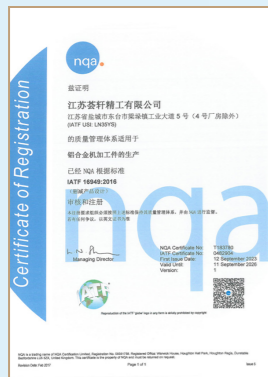 nqa.
Certificate of Registration
兹证明
江苏荟轩精工有限公司
江苏省盐城市东台市梁垛镇工业大道 5 号（4 号厂房除外）
(IATF USI: LN35YS)
的质量管理体系适用于
铝合金机加工件的生产
已经 NQA 根据标准
IATF 16949:2016
审核和注册
Managing Director
NQA Certificate No:
IATF Certificate No:
First Issue Date: 12 September 2023
Valid Until: 11 September 2026
Version: 1
Page 1 of 1